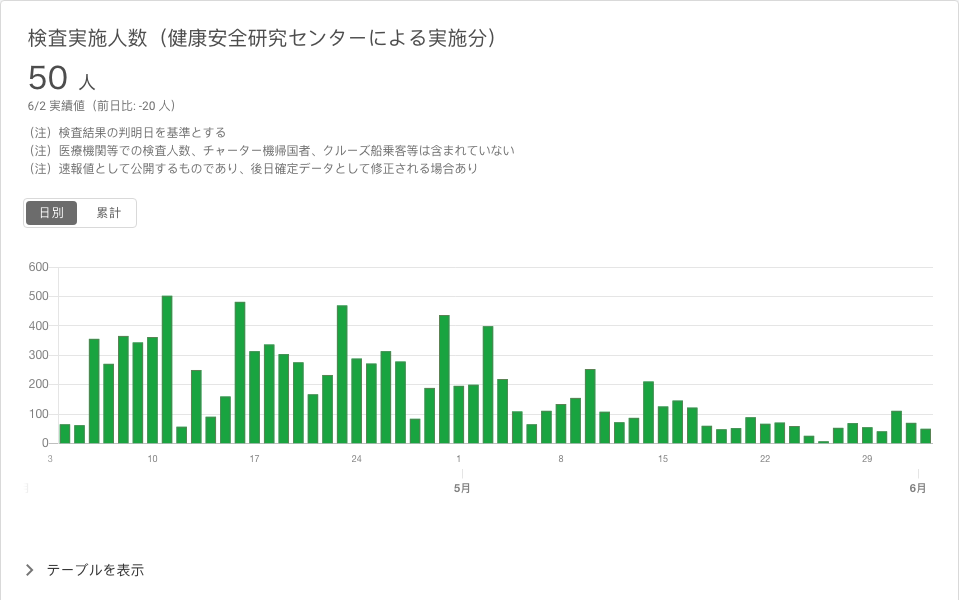 検査実施人数（健康安全研究センターによる実施分）
50 人
6/2 実績値（前日比: -20 人）
（注）検査結果の判明日を基準とする
（注）医療機関等での検査人数、チャーター機帰国者、クルーズ船乗客等は含まれていない
（注）速報値として公開するものであり、後日確定データとして修正される場合あり
日別 累計
600
500
400
300
200
100
0
3 10 17 24 1 8 15 22 29
5月 6月
テーブルを表示